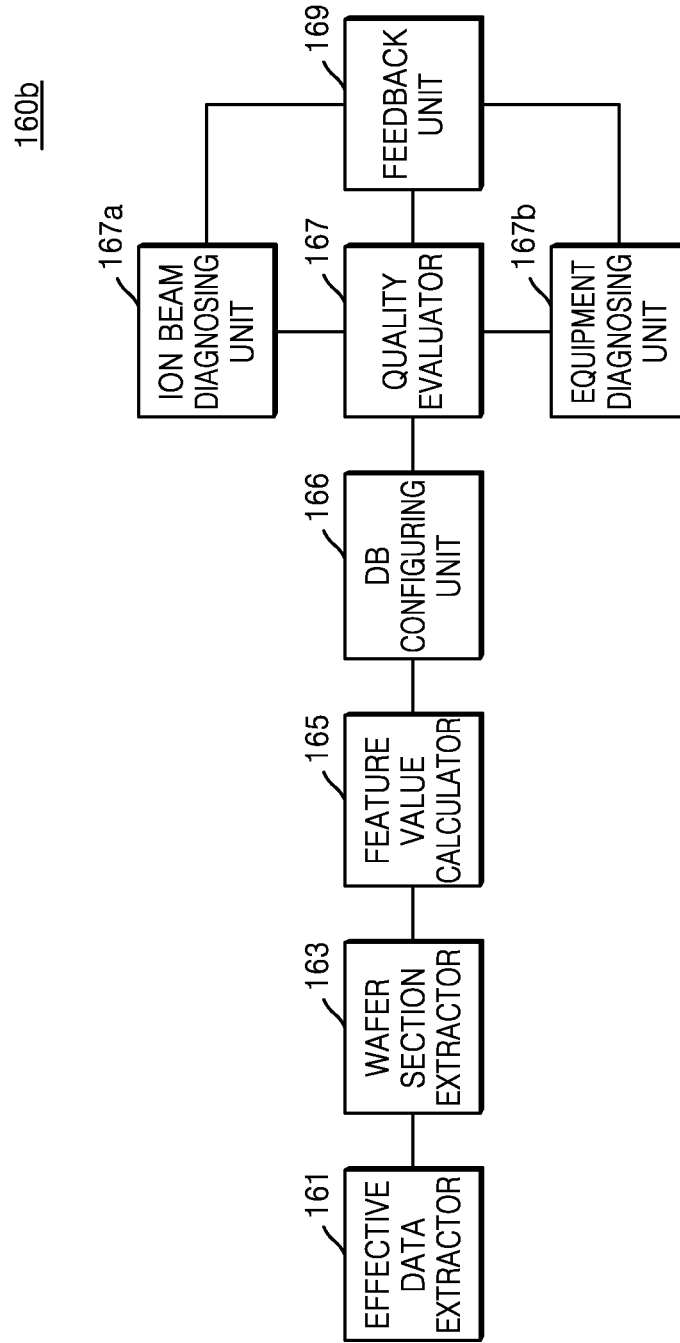 160b
161
EFFECTIVE
DATA
EXTRACTOR
163
WAFER
SECTION
EXTRACTOR
165
FEATURE
VALUE
CALCULATOR
166
DB
CONFIGURING
UNIT
167a
ION BEAM
DIAGNOSING
UNIT
167
QUALITY
EVALUATOR
167b
EQUIPMENT
DIAGNOSING
UNIT
169
FEEDBACK
UNIT